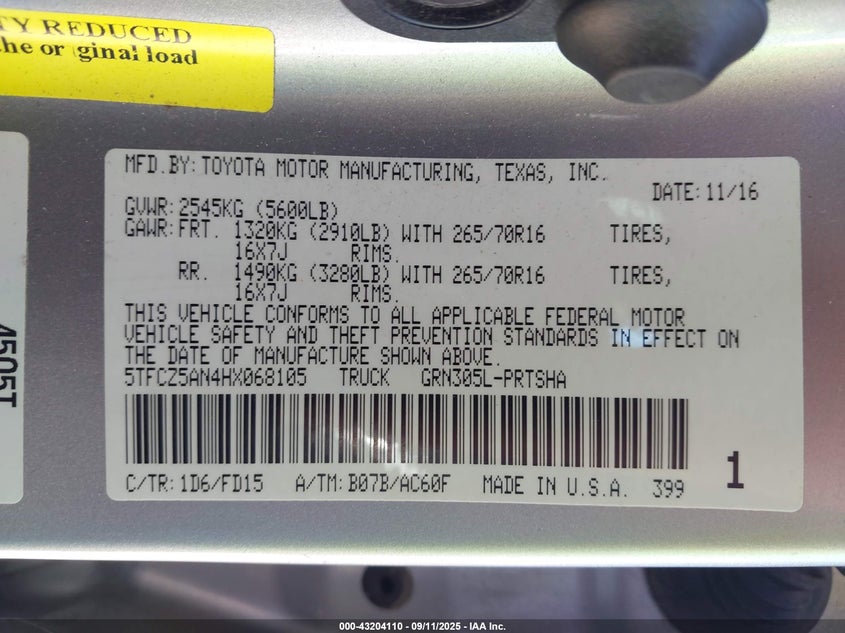 TY REDUCED
the or ginal load
4505T
MFD.BY: TOYOTA MOTOR MANUFACTURING, TEXAS, INC.
DATE: 11/16
GVWR: 2545KG (5600LB)
GAWR: FRT. 1320KG (2910LB) WITH 265/70R16 TIRES,
16X7J RIMS.
RR. 1490KG (3280LB) WITH 265/70R16 TIRES,
16X7J RIMS.
THIS VEHICLE CONFORMS TO ALL APPLICABLE FEDERAL MOTOR
VEHICLE SAFETY AND THEFT PREVENTION STANDARDS IN EFFECT ON
THE DATE OF MANUFACTURE SHOWN ABOVE.
5TFCZ5AN4HX068105 TRUCK GRN305L-PRTSHA
C/TR: 1D6/FD15 A/TM: B07B/AC60F MADE IN U.S.A. 399
1
000-43204110 - 09/11/2025 - IAA Inc.